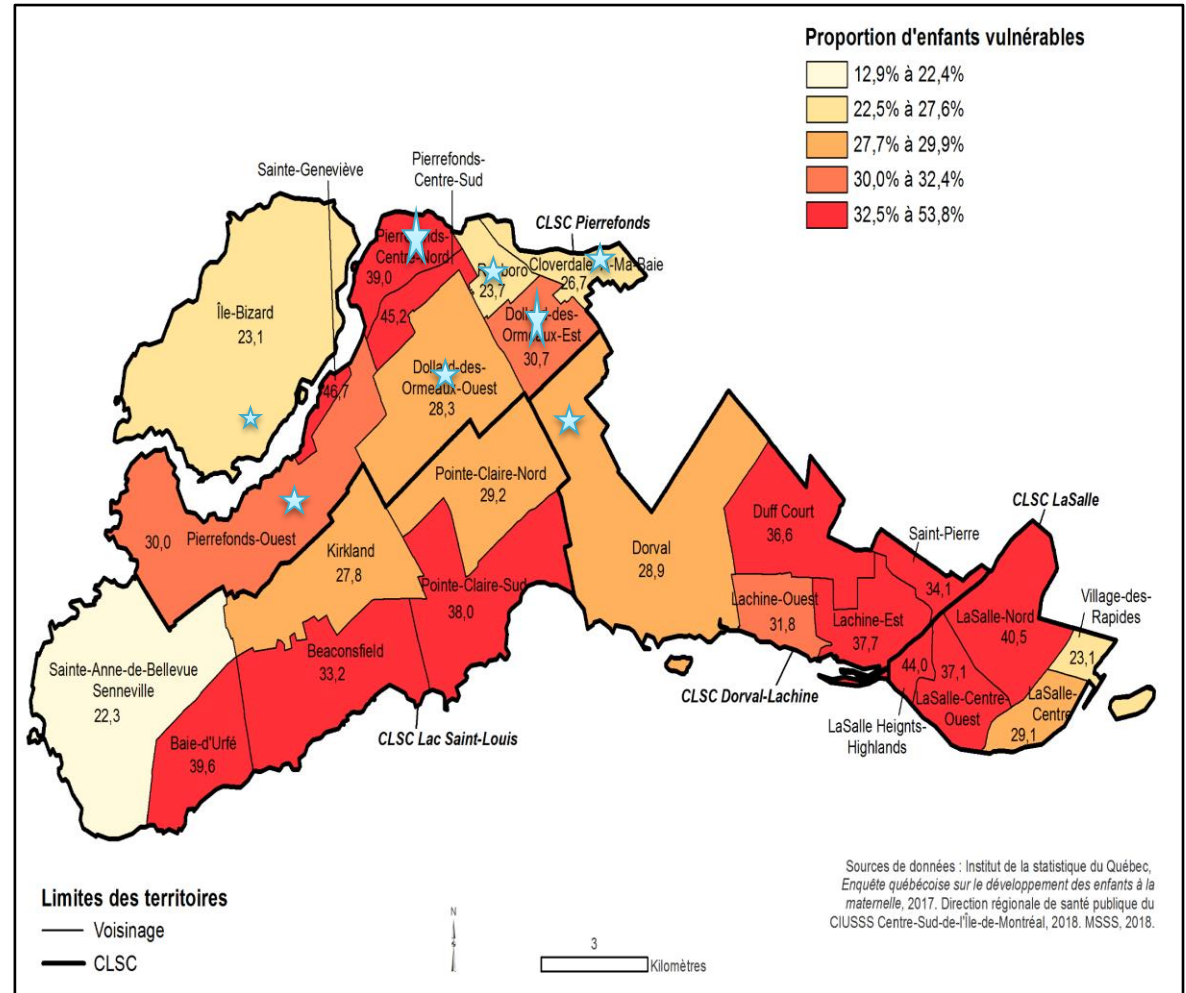 Proportion d'enfants vulnérables
12,9% à 22,4%
22,5% à 27,6%
27,7% à 29,9%
30,0% à 32,4%
32,5% à 53,8%
Sainte-Geneviève
Pierrefonds-
Centre-Sud
CLSC Pierrefonds
Centre-Nord
39,0
45,2
23,7
26,7
Île-Bizard
23,1
Dollard-des-
Ormeaux-Est
30,7
Dollard-des-
Ormeaux-Ouest
28,3
46,7
Pointe-Claire-Nord
29,2
Pierrefonds-Ouest
30,0
Kirkland
27,8
Pointe-Claire-Sud
38,0
Dorval
28,9
Duff Court
36,6
Saint-Pierre
34,1
CLSC LaSalle
Lachine-Ouest
31,8
Lachine-Est
37,7
LaSalle-Nord
40,5
Village-des-
Rapides
23,1
44,0
37,1
LaSalle-Centre-
Ouest
LaSalle-
Centre
29,1
LaSalle Heignts-
Highlands
CLSC Dorval-Lachine
Sainte-Anne-de-Bellevue
Senneville
22,3
Beaconsfield
33,2
Baie-d'Urfé
39,6
CLSC Lac Saint-Louis
Limites des territoires
Voisinage
CLSC
N
3
Kilomètres
Sources de données : Institut de la statistique du Québec,
Enquête québécoise sur le développement des enfants à la
maternelle, 2017. Direction régionale de santé publique du
CIUSSS Centre-Sud-de-l'Île-de-Montréal, 2018. MSSS, 2018.